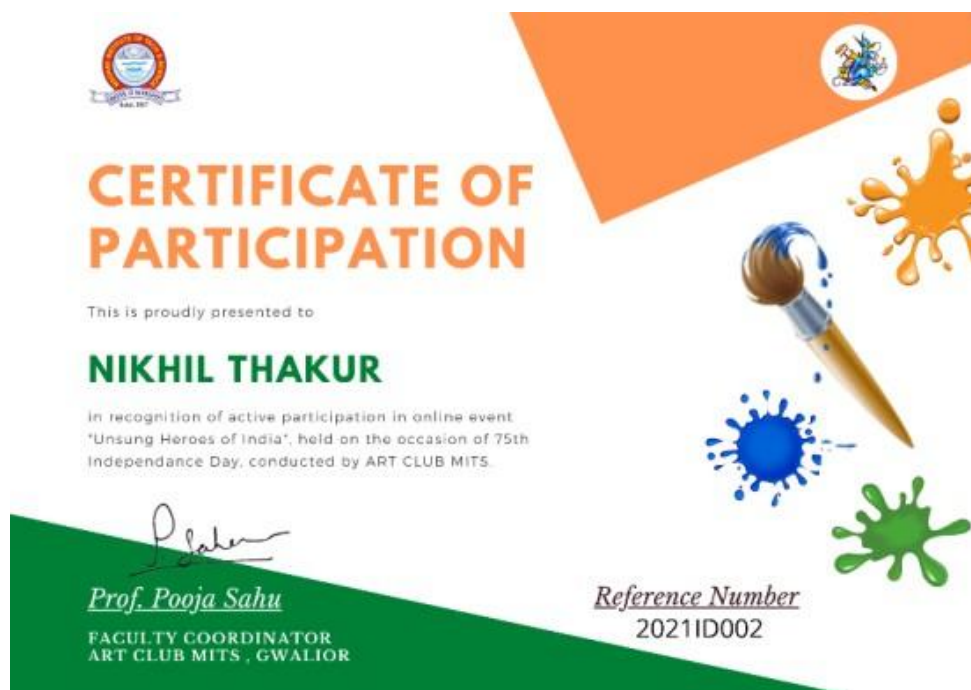 CERTIFICATE OF
PARTICIPATION
This is proudly presented to
NIKHIL THAKUR
in recognition of active participation in online event
"Unsung Heroes of India", held on the occasion of 75th
Independance Day, conducted by ART CLUB MITS.
P Sahu
Prof. Pooja Sahu
FACULTY COORDINATOR
ART CLUB MITS , GWALIOR
Reference Number
2021ID002